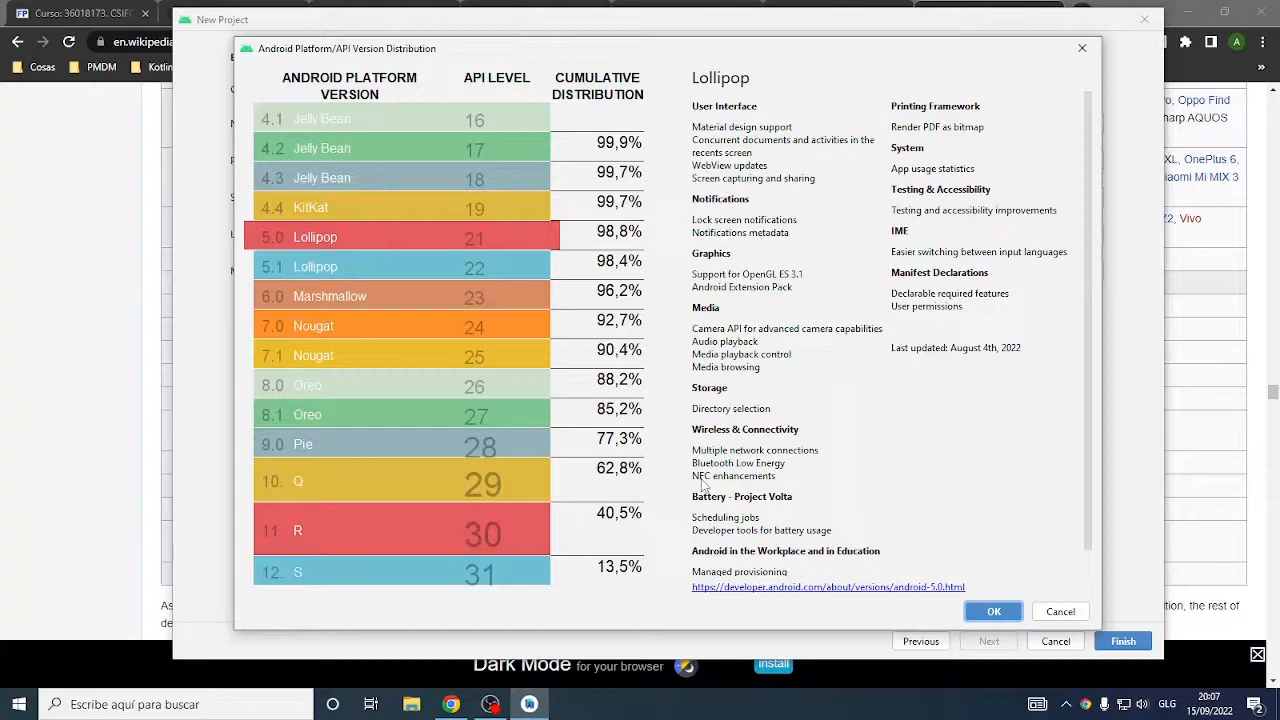 Curso: 36018173.CSIFC
New Project
en.wikipedia
A
Cosas
PMDM
Kotlin
»
Android Platform/API Version Distribution
ANDROID PLATFORM VERSION
API LEVEL
CUMULATIVE DISTRIBUTION
4.1 Jelly Bean 16
4.2 Jelly Bean 17 99,9%
4.3 Jelly Bean 18 99,7%
4.4 KitKat 19 99,7%
5.0 Lollipop 21 98,8%
5.1 Lollipop 22 98,4%
6.0 Marshmallow 23 96,2%
7.0 Nougat 24 92,7%
7.1 Nougat 25 90,4%
8.0 Oreo 26 88,2%
8.1 Oreo 27 85,2%
9.0 Pie 28 77,3%
10. Q 29 62,8%
11 R 30 40,5%
12. S 31 13,5%
Lollipop
User Interface
Material design support
Concurrent documents and activities in the
recents screen
WebView updates
Screen capturing and sharing
Notifications
Lock screen notifications
Notifications metadata
Graphics
Support for OpenGL ES 3.1
Android Extension Pack
Media
Camera API for advanced camera capabilities
Audio playback
Media playback control
Media browsing
Storage
Directory selection
Wireless & Connectivity
Multiple network connections
Bluetooth Low Energy
NFC enhancements
Battery - Project Volta
Scheduling jobs
Developer tools for battery usage
Android in the Workplace and in Education
Managed provisioning
https://developer.android.com/about/versions/android-5.0.html
Printing Framework
Render PDF as bitmap
System
App usage statistics
Testing & Accessibility
Testing and accessibility improvements
IME
Easier switching between input languages
Manifest Declarations
Declarable required features
User permissions
Last updated: August 4th, 2022
OK
Cancel
Previous
Next
Cancel
Finish
, Oppo Find
harp AQUOS
XL, OnePlus 6,
iaomi Mi MIX 3
72, Vivo
As
de
tion, the rest of
Dark Mode for your browser
Install
Escribe aquí para buscar
GLG
20:07
15/09/2022
2